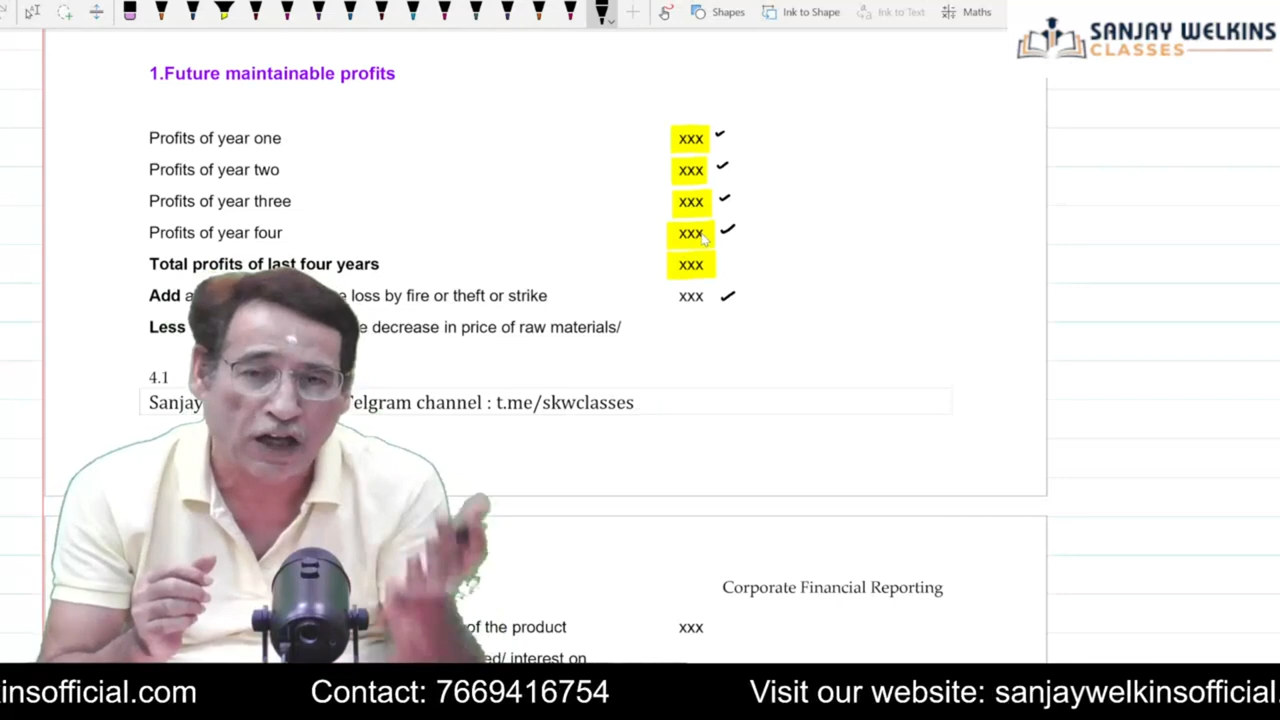 Shapes
Ink to Shape
Ink to Text
Maths
SANJAY WELKINS
CLASSES
1.Future maintainable profits
Profits of year one xxx
Profits of year two xxx
Profits of year three xxx
Profits of year four xxx
Total profits of last four years xxx
Add loss by fire or theft or strike xxx
Less decrease in price of raw materials/
4.1
Sanjay elgram channel : t.me/skwclasses
Corporate Financial Reporting
of the product xxx
ed/ interest on
insofficial.com Contact: 7669416754 Visit our website: sanjaywelkinsofficial